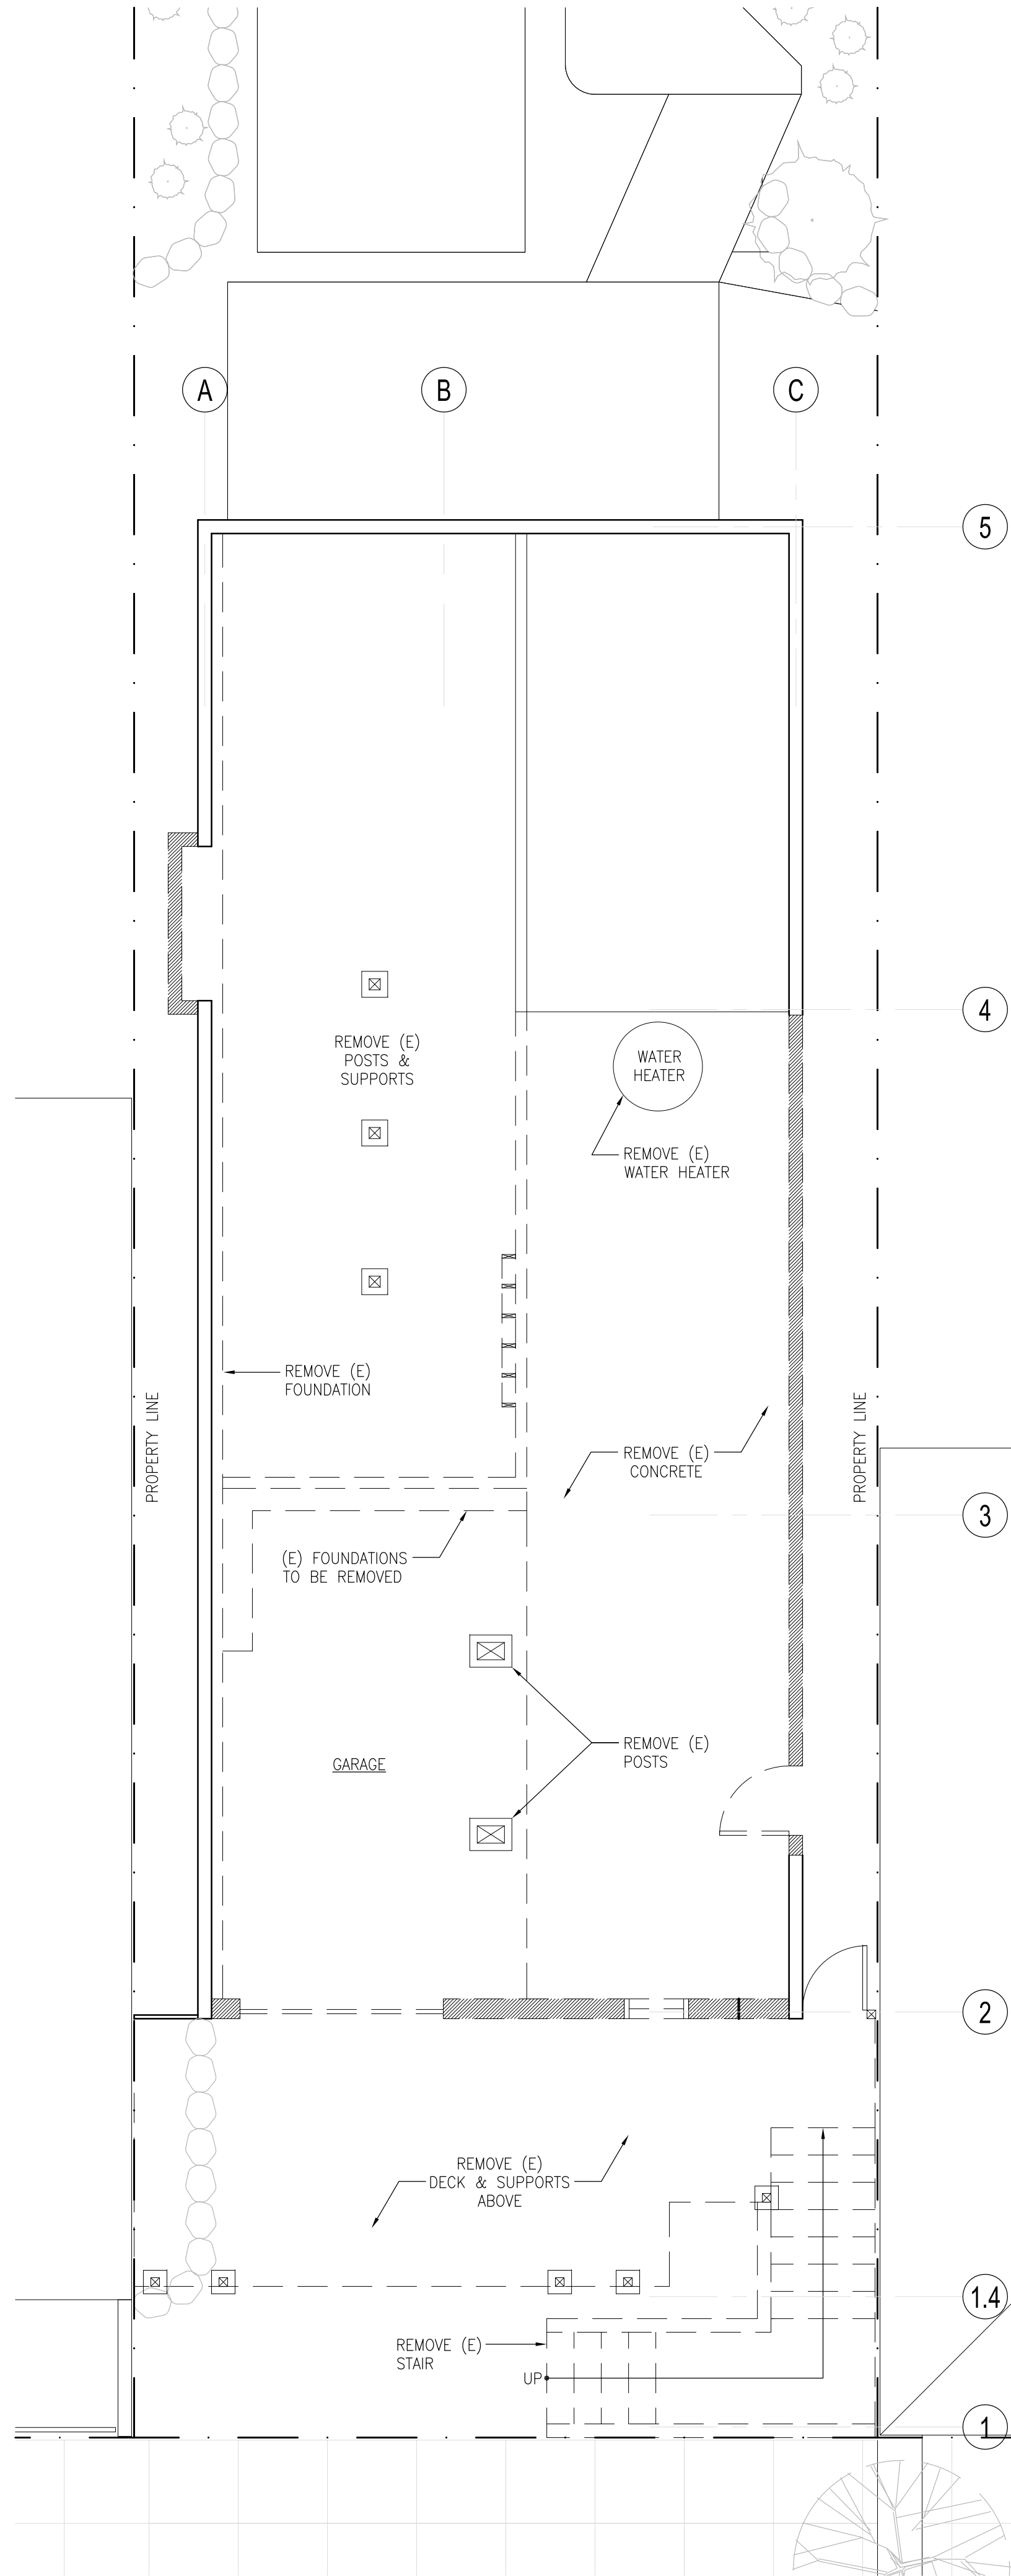 A
B
C
5
4
REMOVE (E)
POSTS &
SUPPORTS
WATER
HEATER
REMOVE (E)
WATER HEATER
REMOVE (E)
FOUNDATION
PROPERTY LINE
PROPERTY LINE
REMOVE (E)
CONCRETE
3
(E) FOUNDATIONS
TO BE REMOVED
REMOVE (E)
POSTS
GARAGE
2
REMOVE (E)
DECK & SUPPORTS
ABOVE
1.4
REMOVE (E)
STAIR
UP
1